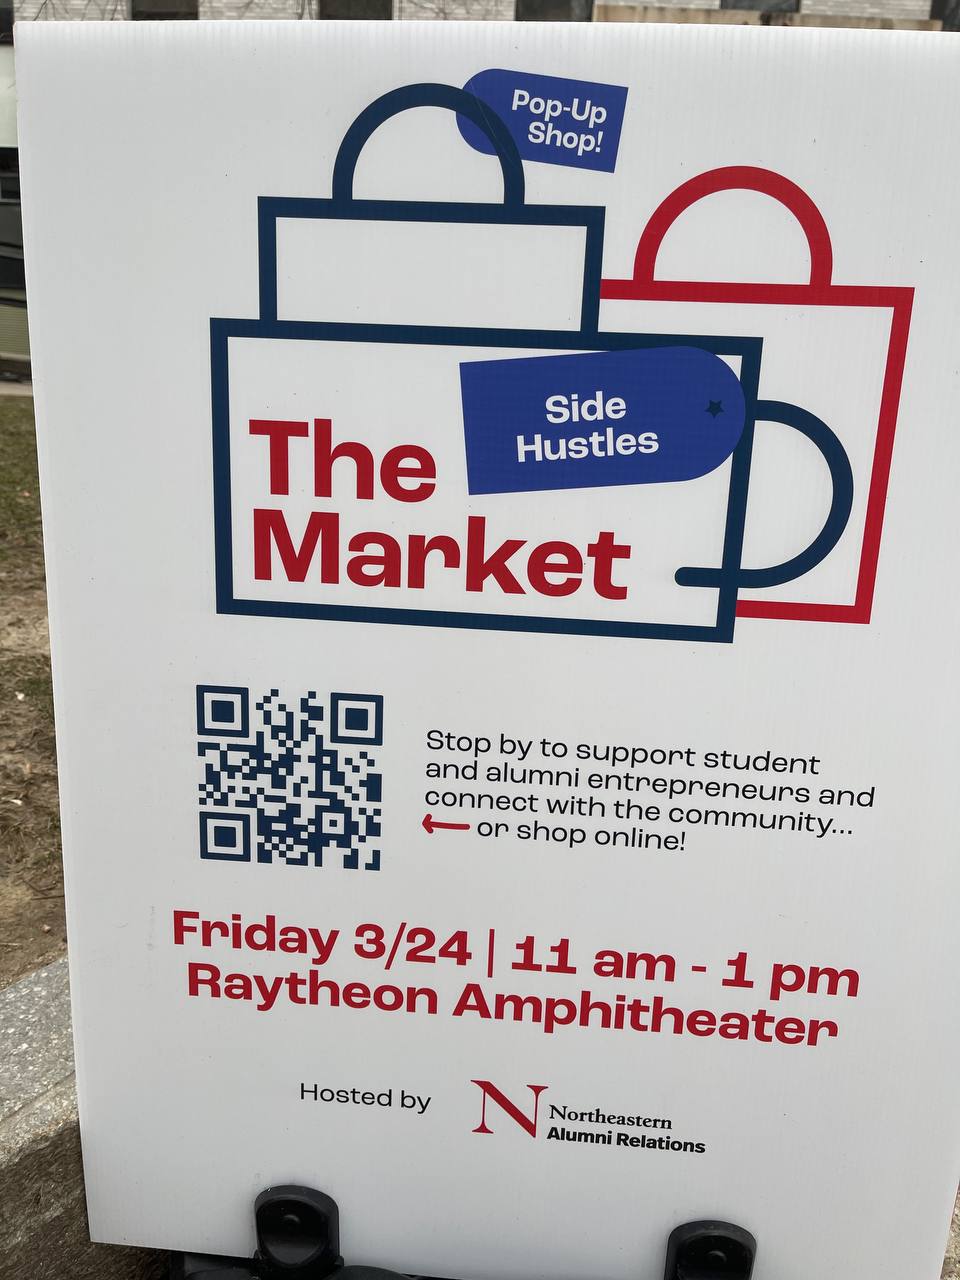 Pop-Up
Shop!
Side
Hustles
The
Market
Stop by to support student
and alumni entrepreneurs and
connect with the community...
← or shop online!
Friday 3/24 | 11 am - 1 pm
Raytheon Amphitheater
Hosted by
N
Northeastern
Alumni Relations